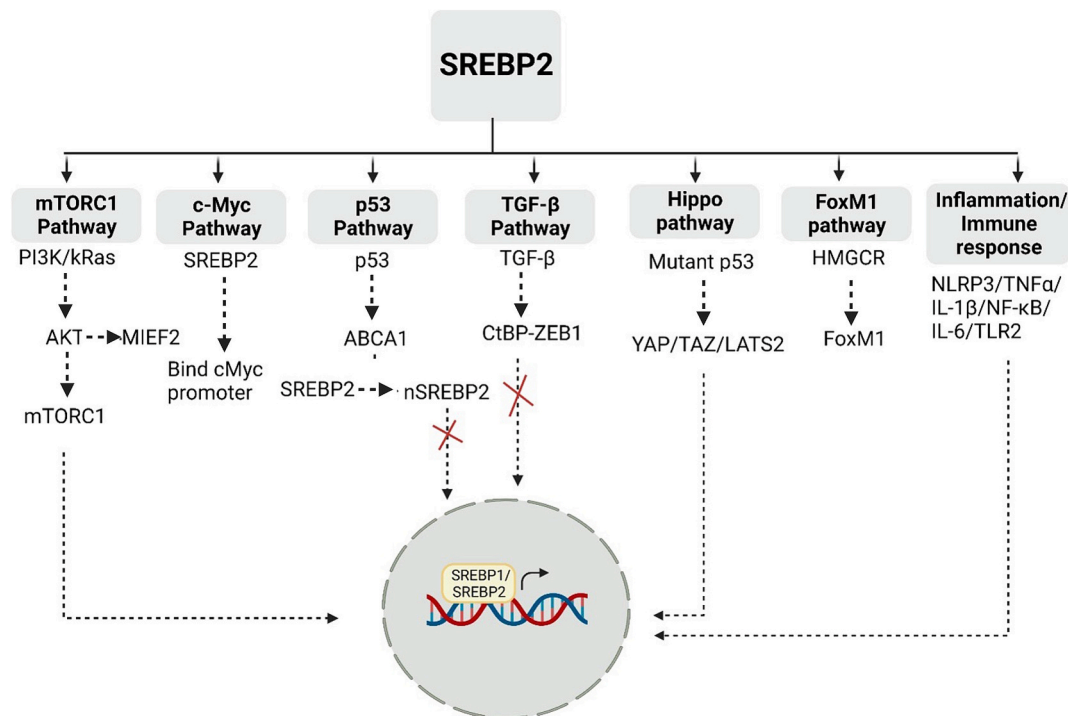 SREBP2
mTORC1
Pathway
PI3K/kRas
AKT
MIEF2
mTORC1
c-Myc
Pathway
SREBP2
Bind cMyc
promoter
p53
Pathway
p53
ABCA1
SREBP2
nSREBP2
TGF-β
Pathway
TGF-β
CtBP-ZEB1
Hippo
pathway
Mutant p53
YAP/TAZ/LATS2
FoxM1
pathway
HMGCR
FoxM1
Inflammation/
Immune
response
NLRP3/TNFα/
IL-1β/NF-κB/
IL-6/TLR2
SREBP1/
SREBP2